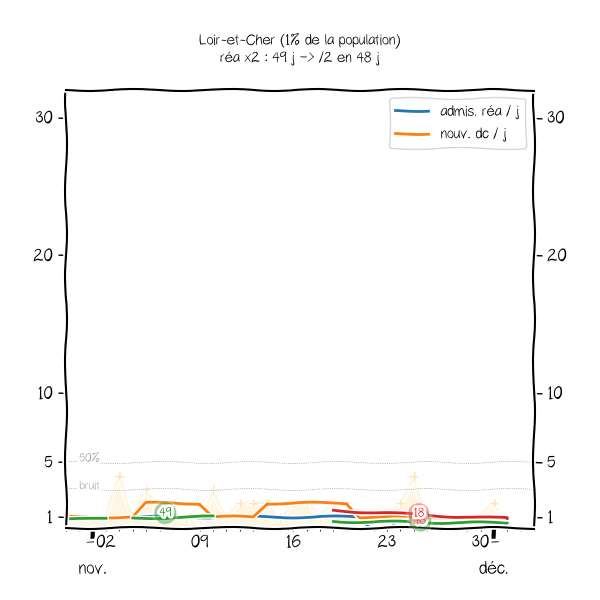 Loir-et-Cher (1% de la population)
réa x2 : 49 j -> /2 en 48 j
admis. réa / j
nouv. dc / j
30 30
20 20
10 10
5 5
50%
bruit
1 49 18 1
02 09 16 23 30
nov. déc.